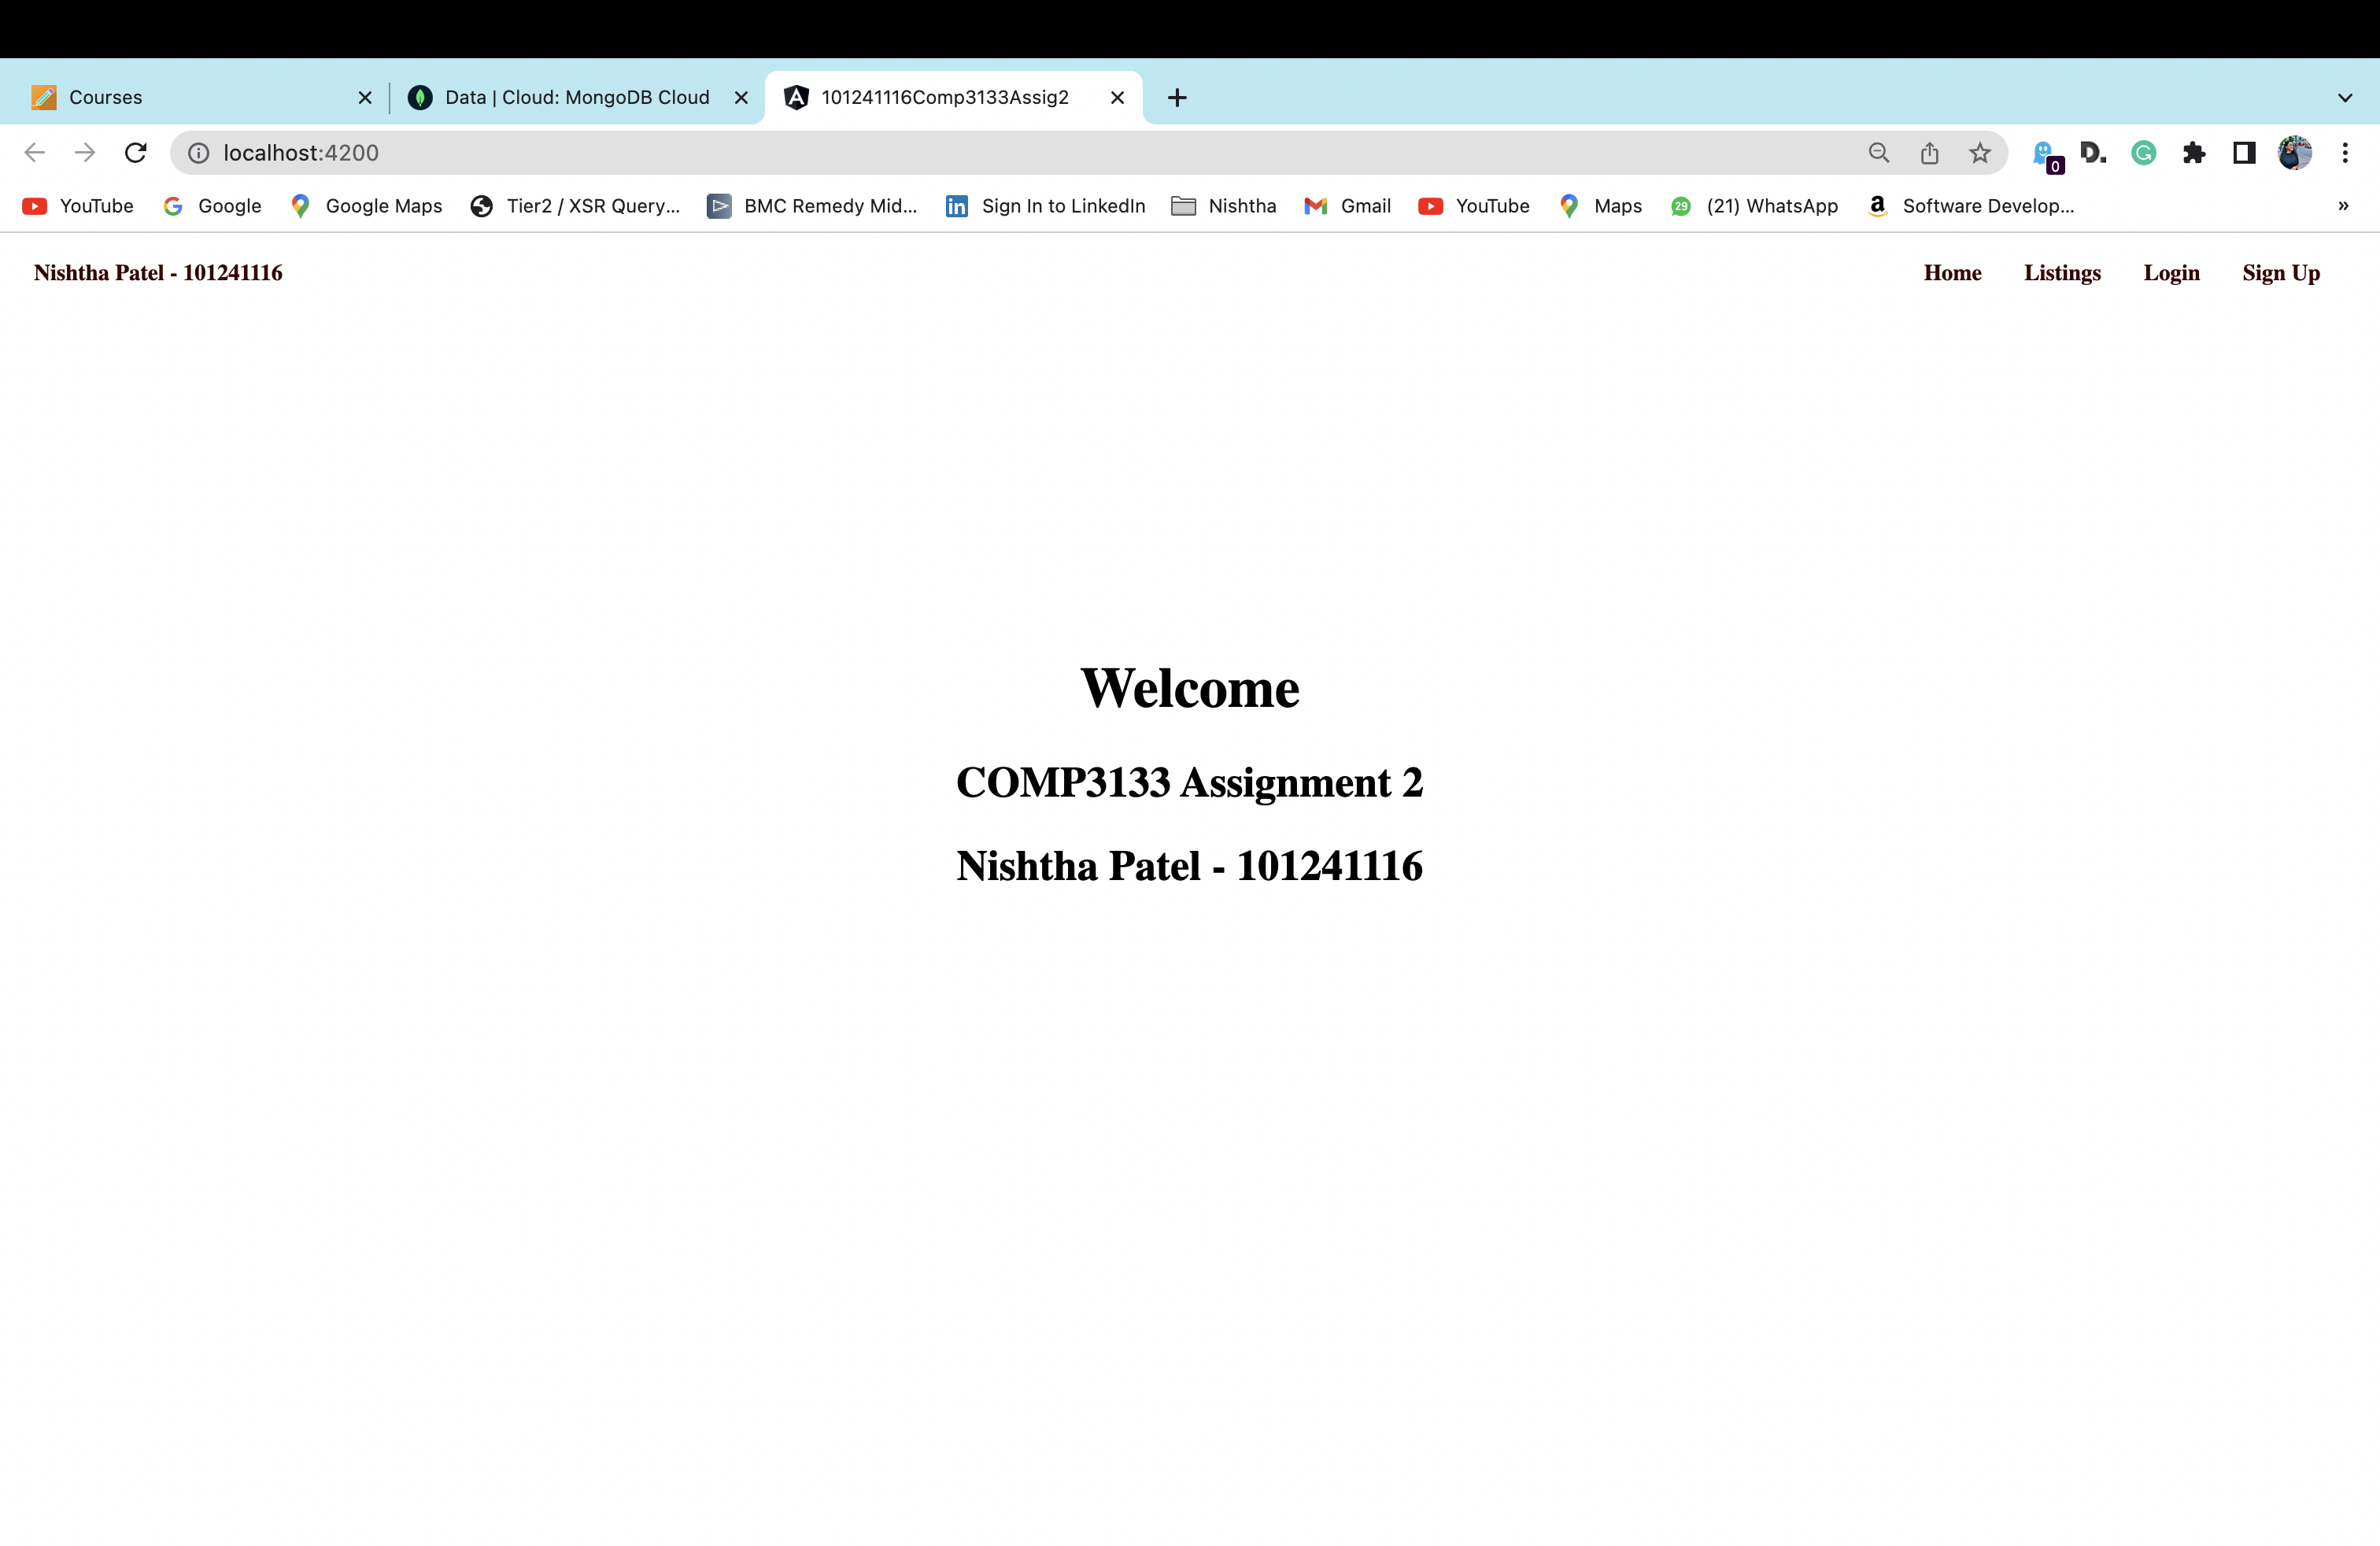 Courses
Data | Cloud: MongoDB Cloud
101241116Comp3133Assig2
localhost:4200
0
YouTube
Google
Google Maps
Tier2 / XSR Query...
BMC Remedy Mid...
Sign In to LinkedIn
Nishtha
Gmail
YouTube
Maps
29
(21) WhatsApp
Software Develop...
Nishtha Patel - 101241116
Home
Listings
Login
Sign Up
Welcome
COMP3133 Assignment 2
Nishtha Patel - 101241116